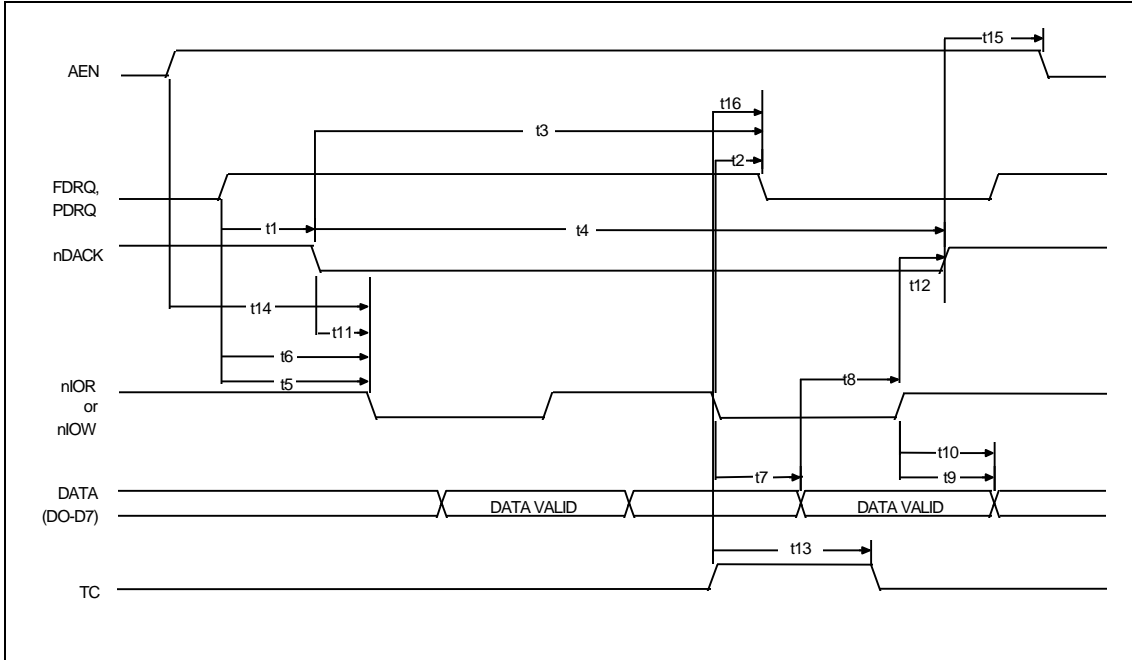 t15
AEN
t16
t3
t2
FDRQ,
PDRQ
t1
t4
nDACK
t12
t14
t11
t6
t8
t5
nIOR
or
nIOW
t10
t7
t9
DATA
(DO-D7)
DATA VALID
DATA VALID
t13
TC